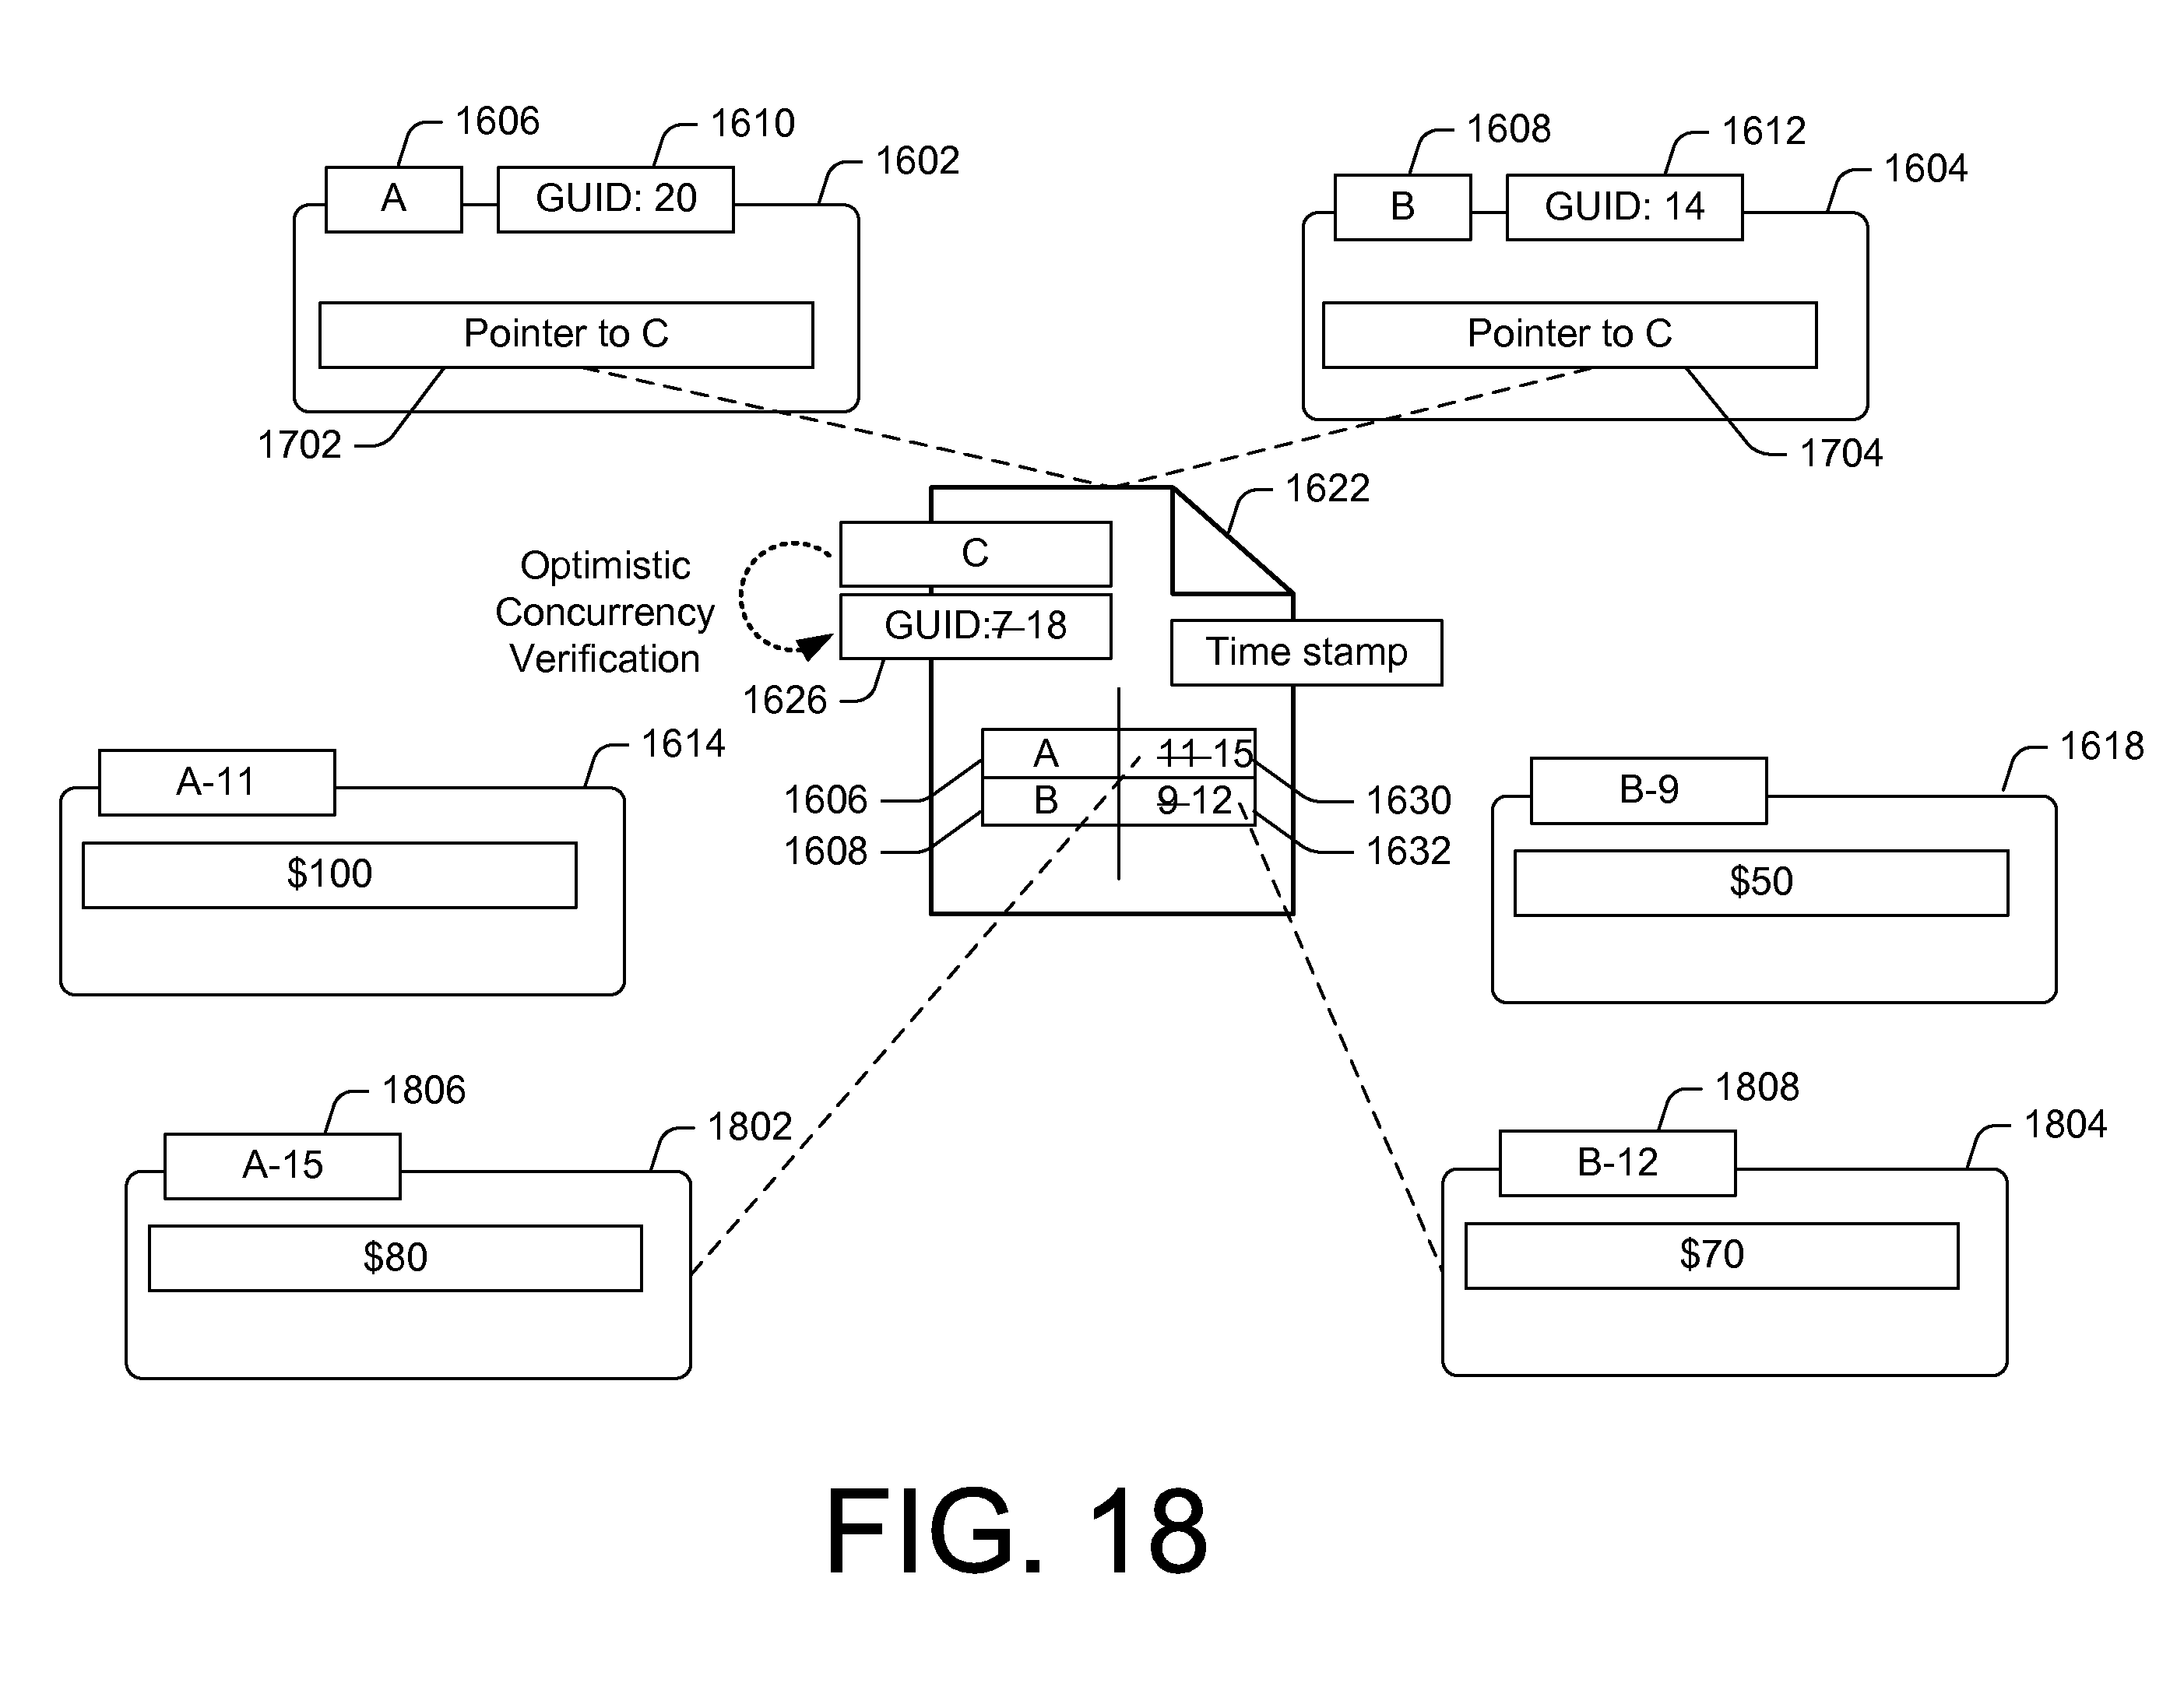 1606
1610
1602
A
GUID: 20
Pointer to C
1702
1608
1612
1604
B
GUID: 14
Pointer to C
1704
1622
C
Optimistic
Concurrency
Verification
GUID:7 18
1626
Time stamp
A
11 15
B
9 12
1606
1608
1630
1632
1614
A-11
$100
1618
B-9
$50
1806
1802
A-15
$80
1808
1804
B-12
$70
FIG. 18